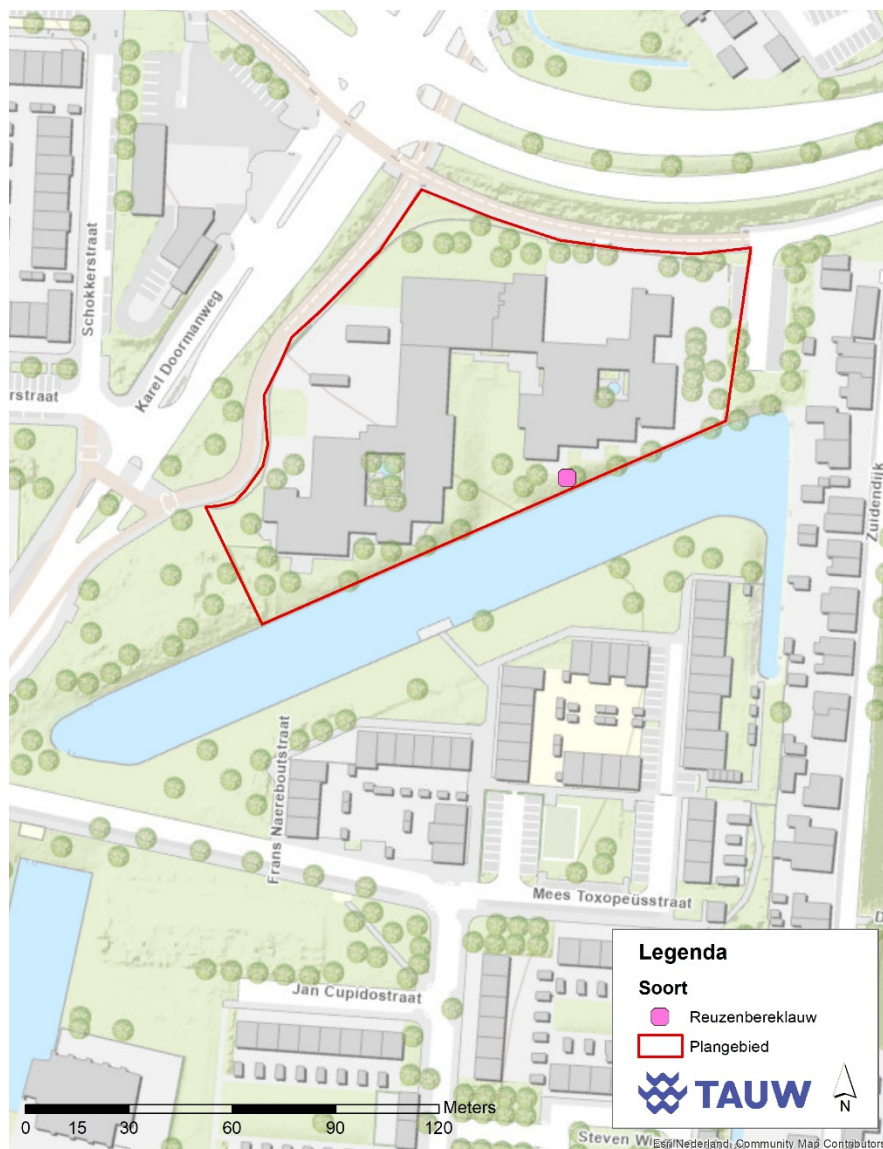 Schokkerstraat
Karel Doormanweg
rstraat
Zuidendijk
Frans Naereboutstraat
Mees Toxopeüsstraat
D
Jan Cupidostraat
Steven Wi
Legenda
Soort
Reuzenbereklauw
Plangebied
TAUW
N
0 15 30 60 90 120 Meters
Esri Nederland, Community Map Contributors